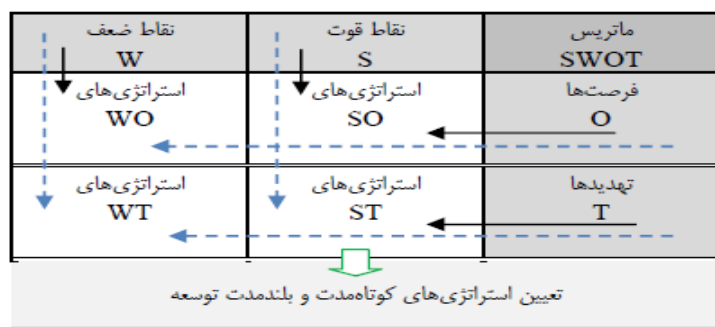 ماتریس
SWOT
نقاط قوت
S
نقاط ضعف
W
فرصت‌ها
O
استراتژی‌های
SO
استراتژی‌های
WO
تهدیدها
T
استراتژی‌های
ST
استراتژی‌های
WT
تعیین استراتژی‌های کوتاه‌مدت و بلندمدت توسعه